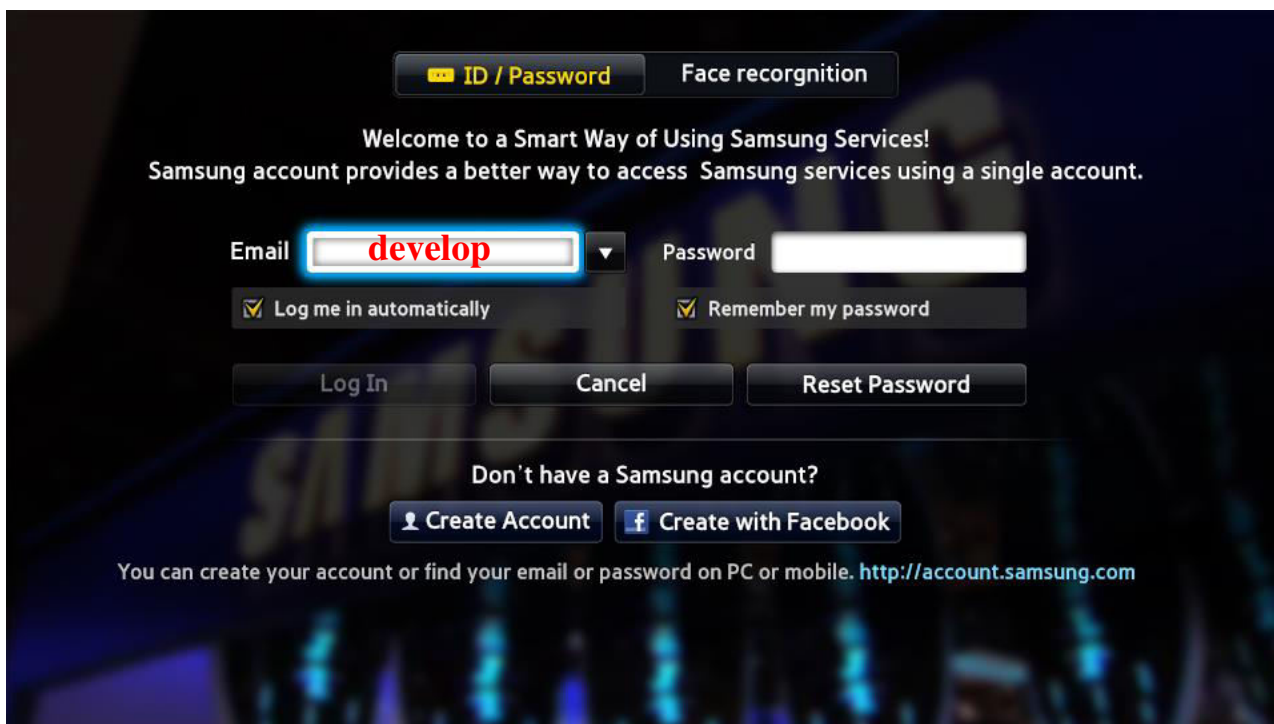 ID / Password Face recorgnition
Welcome to a Smart Way of Using Samsung Services!
Samsung account provides a better way to access Samsung services using a single account.
Email develop Password
Log me in automatically Remember my password
Log In Cancel Reset Password
Don't have a Samsung account?
Create Account f Create with Facebook
You can create your account or find your email or password on PC or mobile. http://account.samsung.com
SAMSUNG